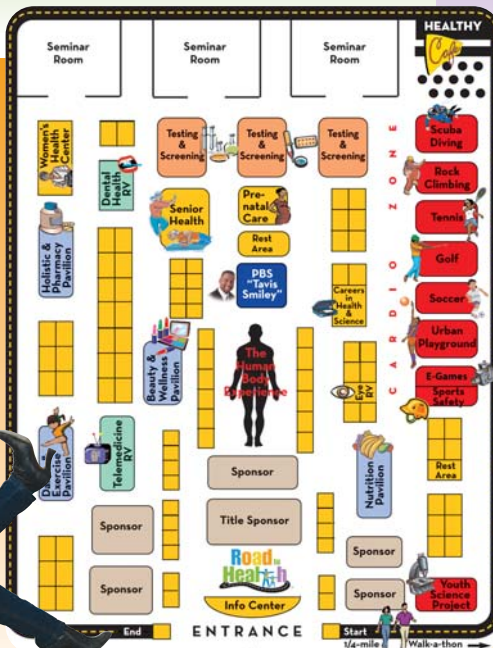 HEALTHY
Café
Seminar
Room
Seminar
Room
Seminar
Room
Women's
Health
Center
Dental
Health
RV
Testing
&
Screening
Testing
&
Screening
Testing
&
Screening
Scuba
Diving
Rock
Climbing
Tennis
Golf
Soccer
Urban
Playground
E-Games
Sports
Safety
CARDIO ZONE
Holistic &
Pharmacy
Pavilion
Senior
Health
Pre-
natal
Care
Rest
Area
PBS
"Tavis
Smiley"
Careers
in
Health
&
Science
Beauty &
Wellness
Pavilion
The
Human
Body
Experience
Eye
RV
Exercise
Pavilion
Telemedicine
RV
Nutrition
Pavilion
Rest
Area
Sponsor
Sponsor
Title Sponsor
Sponsor
Sponsor
Sponsor
Road to
Health
Info Center
Youth
Science
Project
End
ENTRANCE
Start
1/4-mile
Walk-a-thon